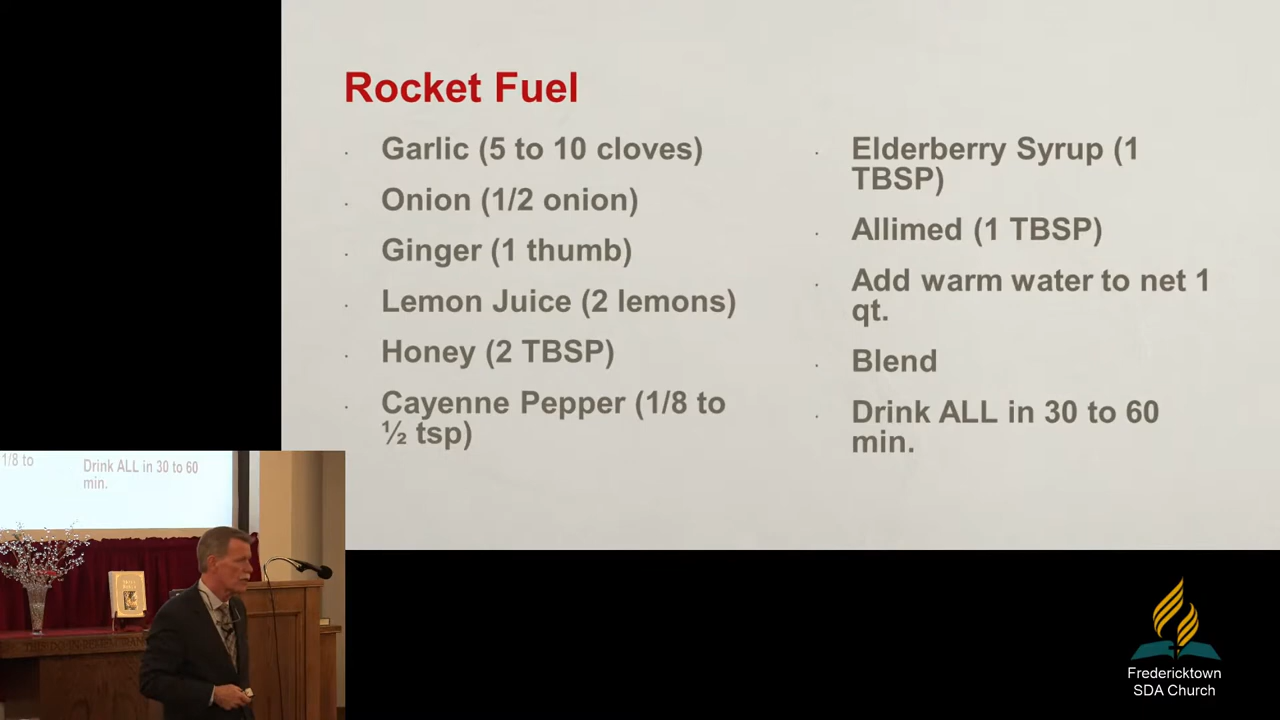 Rocket Fuel
Garlic (5 to 10 cloves)
Onion (1/2 onion)
Ginger (1 thumb)
Lemon Juice (2 lemons)
Honey (2 TBSP)
Cayenne Pepper (1/8 to
½ tsp)
Elderberry Syrup (1
TBSP)
Allimed (1 TBSP)
Add warm water to net 1
qt.
Blend
Drink ALL in 30 to 60
min.
1/8 to
Drink ALL in 30 to 60
min.
Fredericktown
SDA Church